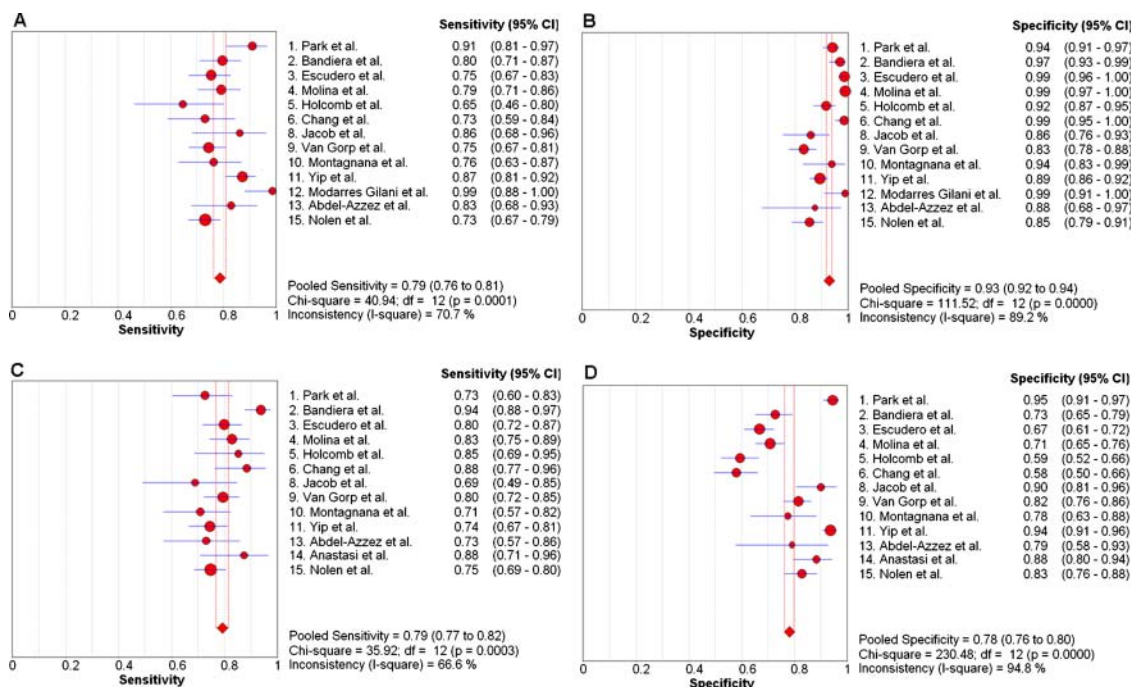 A
Sensitivity (95% CI)
1. Park et al. 0.91 (0.81 - 0.97)
2. Bandiera et al. 0.80 (0.71 - 0.87)
3. Escudero et al. 0.75 (0.67 - 0.83)
4. Molina et al. 0.79 (0.71 - 0.86)
5. Holcomb et al. 0.65 (0.46 - 0.80)
6. Chang et al. 0.73 (0.59 - 0.84)
8. Jacob et al. 0.86 (0.68 - 0.96)
9. Van Gorp et al. 0.75 (0.67 - 0.81)
10. Montagnana et al. 0.76 (0.63 - 0.87)
11. Yip et al. 0.87 (0.81 - 0.92)
12. Modarres Gilani et al. 0.99 (0.88 - 1.00)
13. Abdel-Azzez et al. 0.83 (0.68 - 0.93)
15. Nolen et al. 0.73 (0.67 - 0.79)
Pooled Sensitivity = 0.79 (0.76 to 0.81)
Chi-square = 40.94; df = 12 (p = 0.0001)
Inconsistency (I-square) = 70.7 %
0 0.2 0.4 0.6 0.8 1
Sensitivity
B
Specificity (95% CI)
1. Park et al. 0.94 (0.91 - 0.97)
2. Bandiera et al. 0.97 (0.93 - 0.99)
3. Escudero et al. 0.99 (0.96 - 1.00)
4. Molina et al. 0.99 (0.97 - 1.00)
5. Holcomb et al. 0.92 (0.87 - 0.95)
6. Chang et al. 0.99 (0.95 - 1.00)
8. Jacob et al. 0.86 (0.76 - 0.93)
9. Van Gorp et al. 0.83 (0.78 - 0.88)
10. Montagnana et al. 0.94 (0.83 - 0.99)
11. Yip et al. 0.89 (0.86 - 0.92)
12. Modarres Gilani et al. 0.99 (0.91 - 1.00)
13. Abdel-Azzez et al. 0.88 (0.68 - 0.97)
15. Nolen et al. 0.85 (0.79 - 0.91)
Pooled Specificity = 0.93 (0.92 to 0.94)
Chi-square = 111.52; df = 12 (p = 0.0000)
Inconsistency (I-square) = 89.2 %
0 0.2 0.4 0.6 0.8 1
Specificity
C
Sensitivity (95% CI)
1. Park et al. 0.73 (0.60 - 0.83)
2. Bandiera et al. 0.94 (0.88 - 0.97)
3. Escudero et al. 0.80 (0.72 - 0.87)
4. Molina et al. 0.83 (0.75 - 0.89)
5. Holcomb et al. 0.85 (0.69 - 0.95)
6. Chang et al. 0.88 (0.77 - 0.96)
8. Jacob et al. 0.69 (0.49 - 0.85)
9. Van Gorp et al. 0.80 (0.72 - 0.85)
10. Montagnana et al. 0.71 (0.57 - 0.82)
11. Yip et al. 0.74 (0.67 - 0.81)
13. Abdel-Azzez et al. 0.73 (0.57 - 0.86)
14. Anastasi et al. 0.88 (0.71 - 0.96)
15. Nolen et al. 0.75 (0.69 - 0.80)
Pooled Sensitivity = 0.79 (0.77 to 0.82)
Chi-square = 35.92; df = 12 (p = 0.0003)
Inconsistency (I-square) = 66.6 %
0 0.2 0.4 0.6 0.8 1
Sensitivity
D
Specificity (95% CI)
1. Park et al. 0.95 (0.91 - 0.97)
2. Bandiera et al. 0.73 (0.65 - 0.79)
3. Escudero et al. 0.67 (0.61 - 0.72)
4. Molina et al. 0.71 (0.65 - 0.76)
5. Holcomb et al. 0.59 (0.52 - 0.66)
6. Chang et al. 0.58 (0.50 - 0.66)
8. Jacob et al. 0.90 (0.81 - 0.96)
9. Van Gorp et al. 0.82 (0.76 - 0.86)
10. Montagnana et al. 0.78 (0.63 - 0.88)
11. Yip et al. 0.94 (0.91 - 0.96)
13. Abdel-Azzez et al. 0.79 (0.58 - 0.93)
14. Anastasi et al. 0.88 (0.80 - 0.94)
15. Nolen et al. 0.83 (0.76 - 0.88)
Pooled Specificity = 0.78 (0.76 to 0.80)
Chi-square = 230.48; df = 12 (p = 0.0000)
Inconsistency (I-square) = 94.8 %
0 0.2 0.4 0.6 0.8 1
Specificity